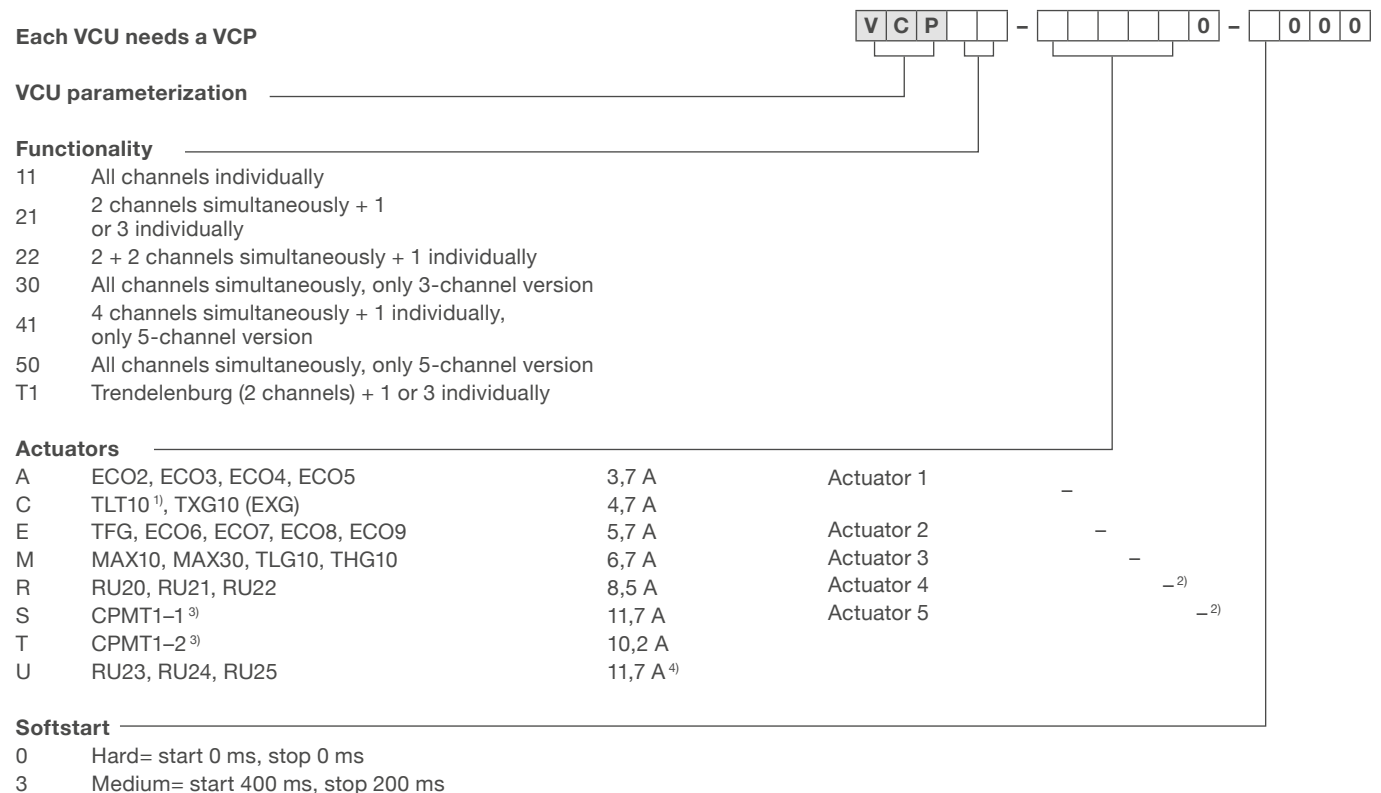 Each VCU needs a VCP
V C P – 0 – 0 0 0
VCU parameterization
Functionality
11 All channels individually
21 2 channels simultaneously + 1
or 3 individually
22 2 + 2 channels simultaneously + 1 individually
30 All channels simultaneously, only 3-channel version
41 4 channels simultaneously + 1 individually,
only 5-channel version
50 All channels simultaneously, only 5-channel version
T1 Trendelenburg (2 channels) + 1 or 3 individually
Actuators
A ECO2, ECO3, ECO4, ECO5 3,7 A Actuator 1 –
C TLT10 1), TXG10 (EXG) 4,7 A
E TFG, ECO6, ECO7, ECO8, ECO9 5,7 A Actuator 2 –
M MAX10, MAX30, TLG10, THG10 6,7 A Actuator 3 –
R RU20, RU21, RU22 8,5 A Actuator 4 – 2)
S CPMT1–1 3) 11,7 A Actuator 5 – 2)
T CPMT1–2 3) 10,2 A
U RU23, RU24, RU25 11,7 A 4)
Softstart
0 Hard= start 0 ms, stop 0 ms
3 Medium= start 400 ms, stop 200 ms